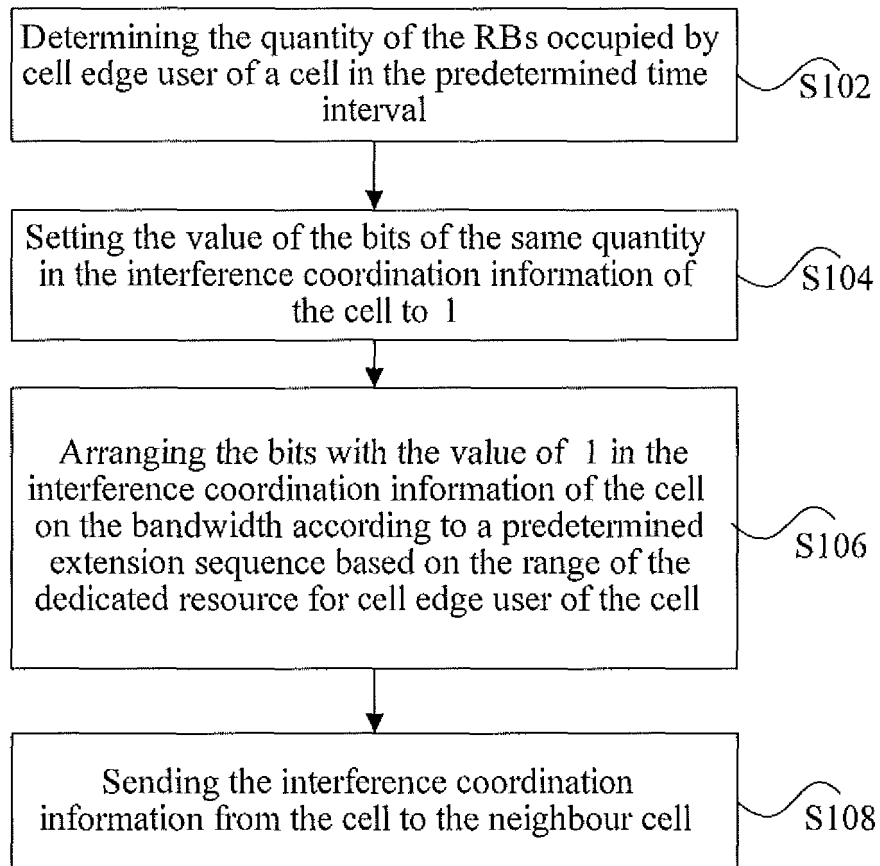 Determining the quantity of the RBs occupied by
cell edge user of a cell in the predetermined time
interval
S102
Setting the value of the bits of the same quantity
in the interference coordination information of
the cell to 1
S104
Arranging the bits with the value of 1 in the
interference coordination information of the cell
on the bandwidth according to a predetermined
extension sequence based on the range of the
dedicated resource for cell edge user of the cell
S106
Sending the interference coordination
information from the cell to the neighbour cell
S108